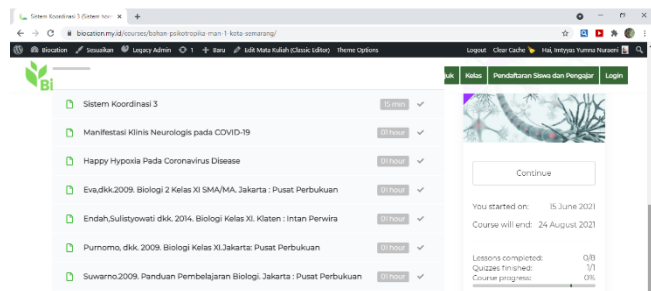 Sistem Koordinasi 3 (Sistem horm
biocation.my.id/courses/bahan-psikotropika-man-1-kota-semarang/
Biocation Sesuaikan Legacy Admin 1 + Baru Edit Mata Kuliah (Classic Editor) Theme Options Logout Clear Cache Hai, Imtyyas Yumna Nuraeni
Bi
juk Kelas Pendaftaran Siswa dan Pengajar Login
Sistem Koordinasi 3 15 min
Manifestasi Klinis Neurologis pada COVID-19 01 hour
Happy Hypoxia Pada Coronavirus Disease 01 hour
Eva,dkk.2009. Biologi 2 Kelas XI SMA/MA. Jakarta : Pusat Perbukuan 01 hour
Endah,Sulistyowati dkk. 2014. Biologi Kelas XI. Klaten : Intan Perwira 01 hour
Purnomo, dkk. 2009. Biologi Kelas XI.Jakarta: Pusat Perbukuan 01 hour
Suwarno.2009. Panduan Pembelajaran Biologi. Jakarta : Pusat Perbukuan 01 hour
Continue
You started on: 15 June 2021
Course will end: 24 August 2021
Lessons completed: 0/8
Quizzes finished: 1/1
Course progress: 0%